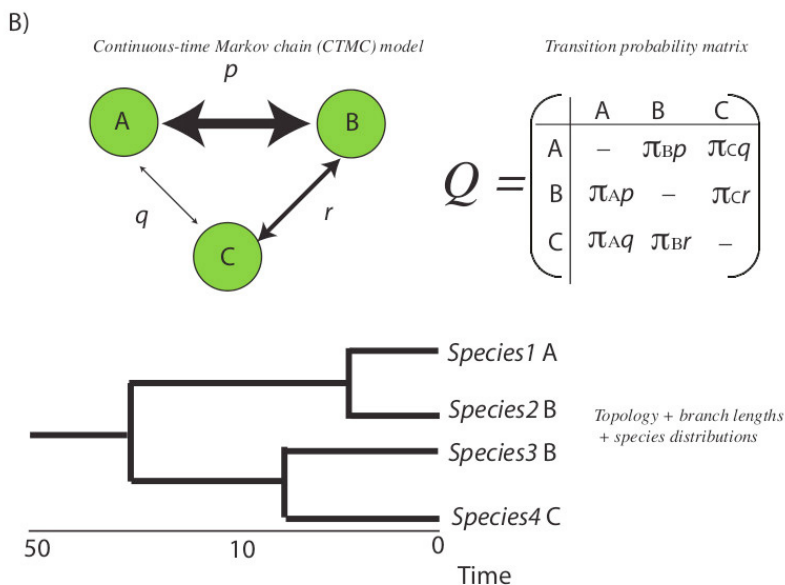 B)
Continuous-time Markov chain (CTMC) model
p
A
B
q
r
C
Transition probability matrix
A B C
Q = A – πBp πCq
B πAp – πCr
C πAq πBr –
Species1 A
Species2 B
Species3 B
Species4 C
Topology + branch lengths
+ species distributions
50 10 0
Time